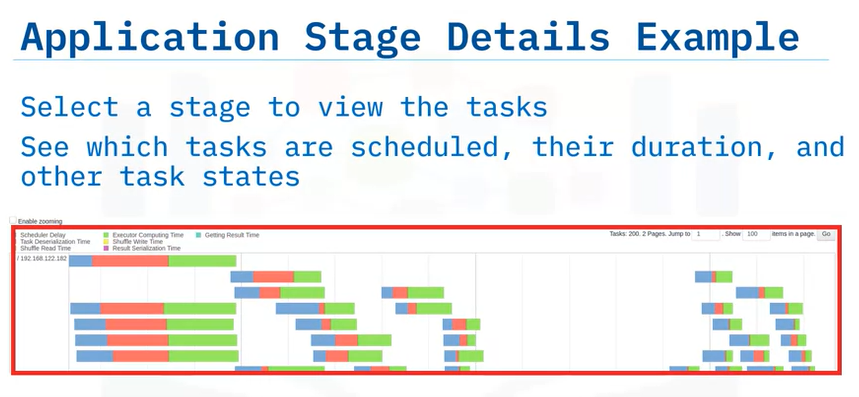 Application Stage Details Example
Select a stage to view the tasks
See which tasks are scheduled, their duration, and
other task states
Enable zooming
Scheduler Delay
Executor Computing Time
Getting Result Time
Task Deserialization Time
Shuffle Write Time
Shuffle Read Time
Result Serialization Time
Tasks: 200. 2 Pages. Jump to 1 . Show 100 items in a page. Go
/ 192.168.122.182